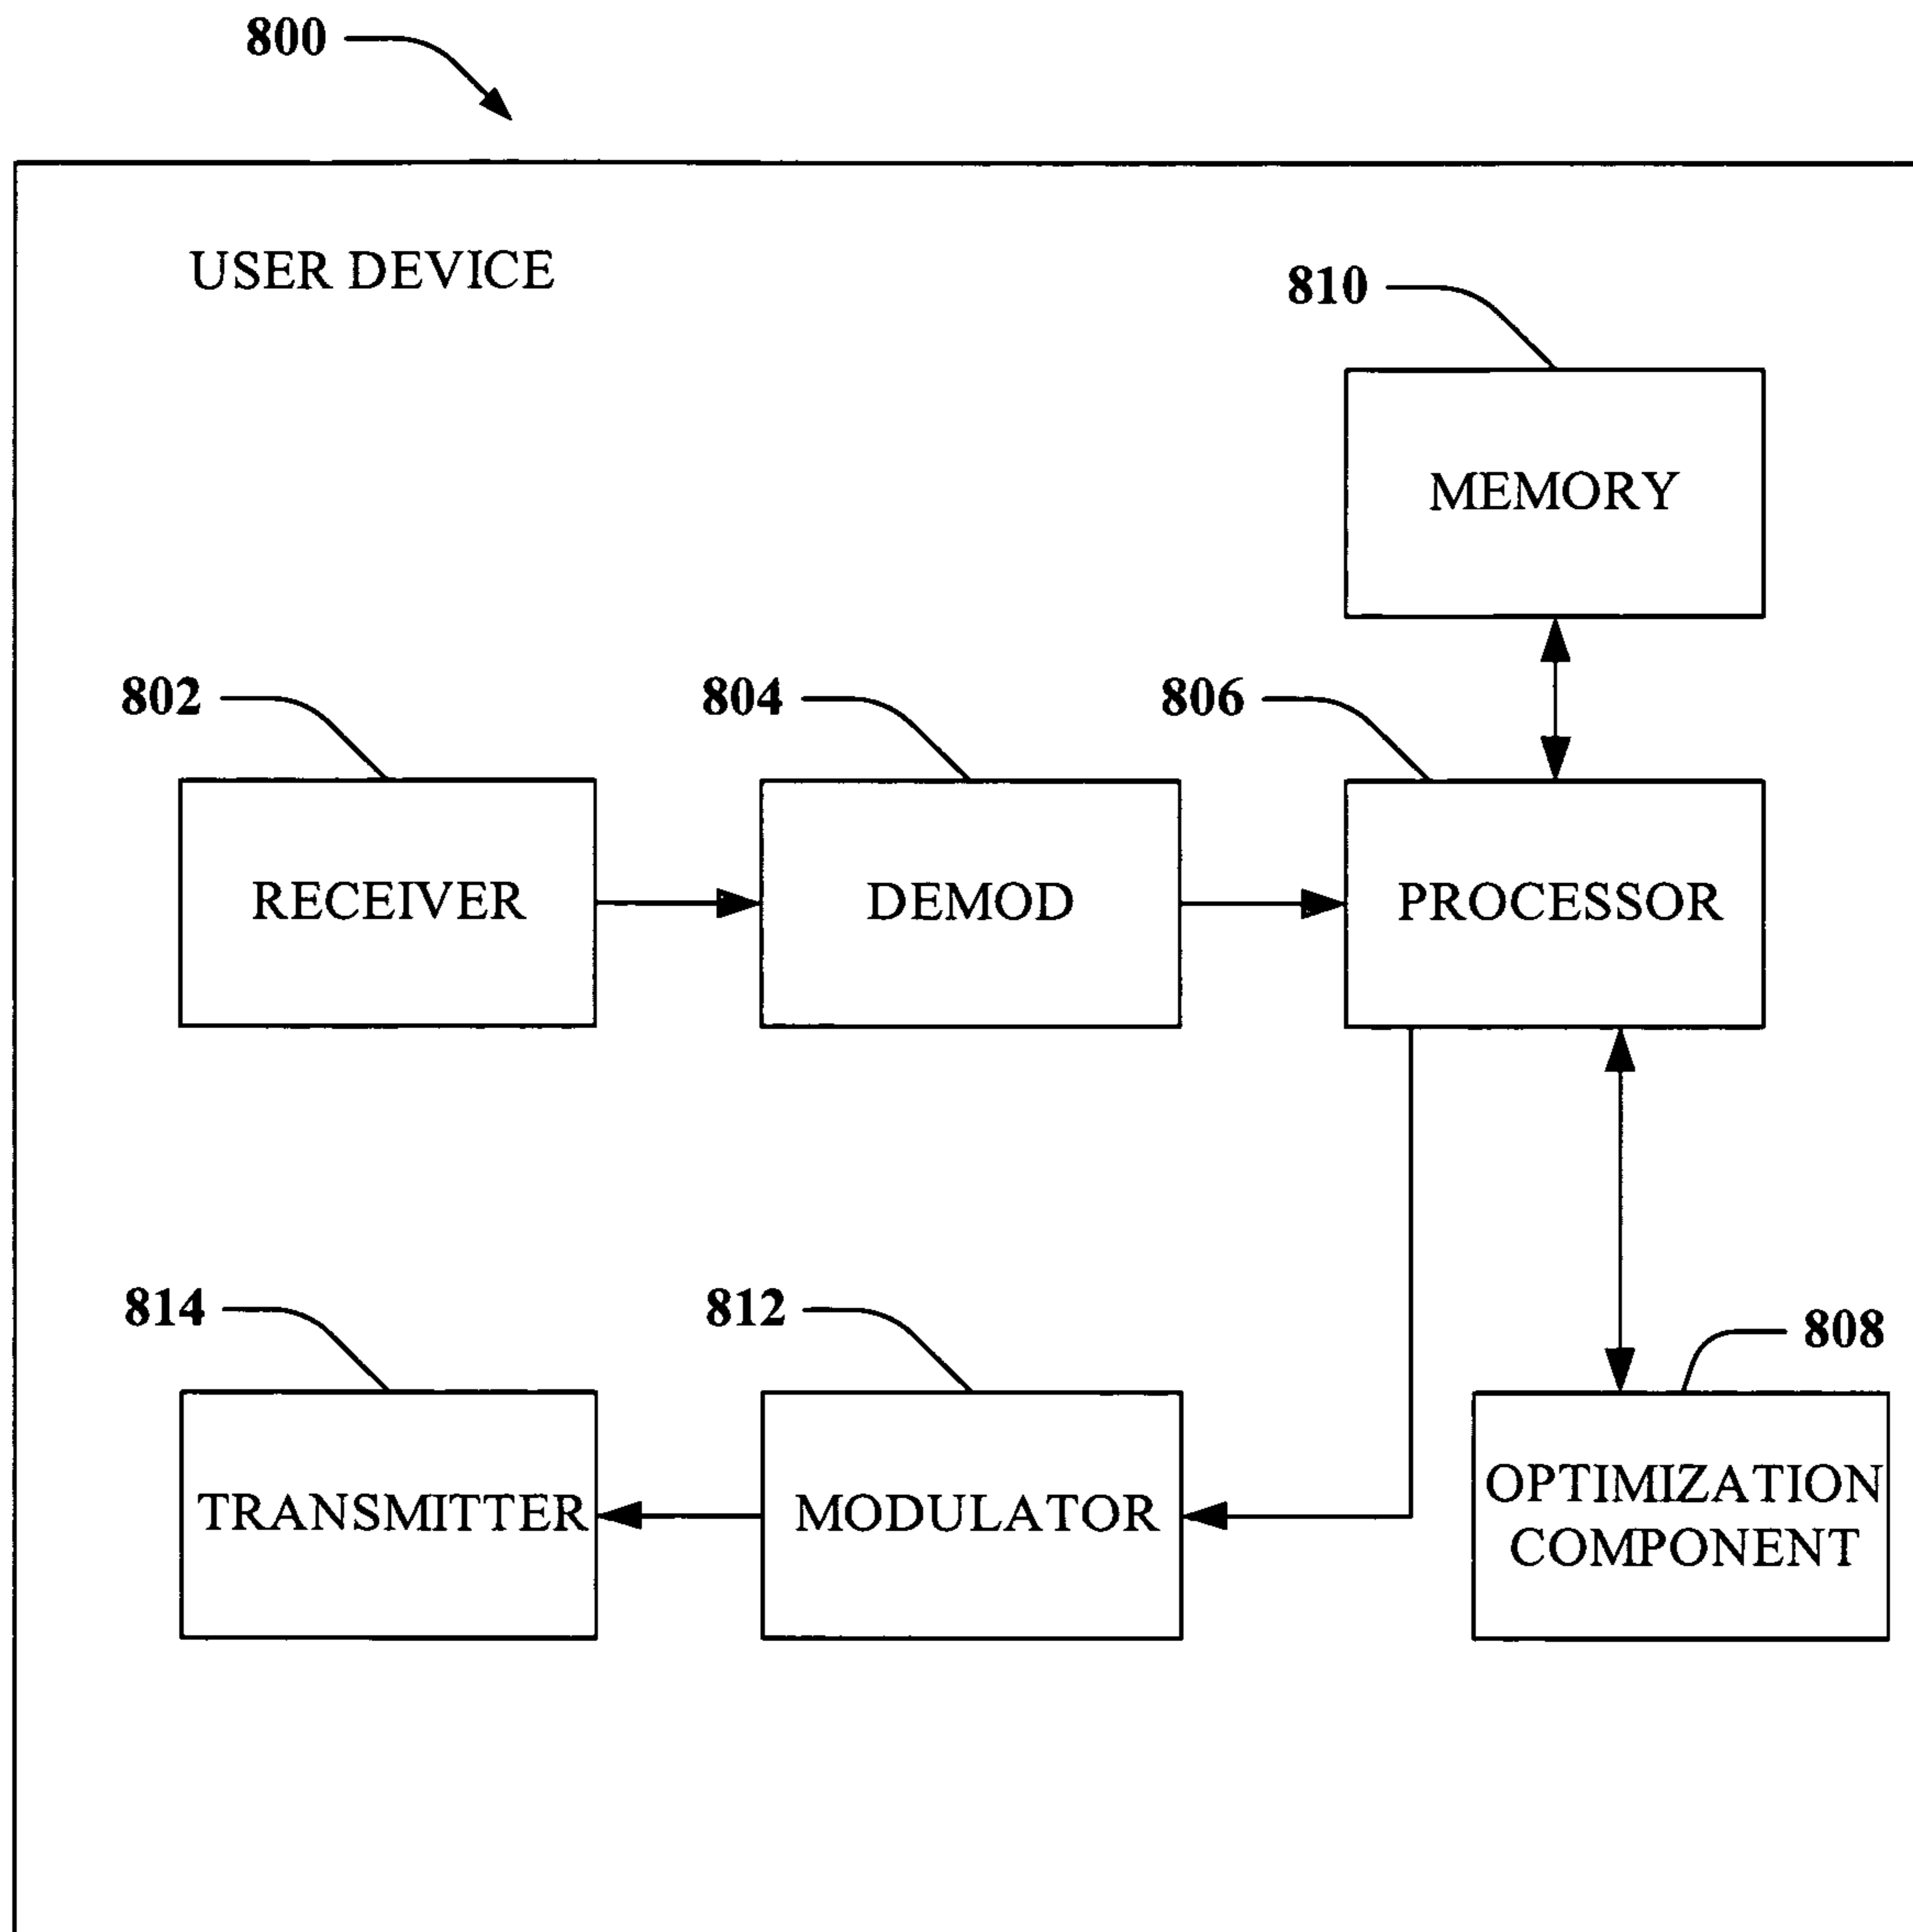 800
USER DEVICE
810
MEMORY
802
804
806
RECEIVER
DEMOD
PROCESSOR
814
812
808
TRANSMITTER
MODULATOR
OPTIMIZATION
COMPONENT